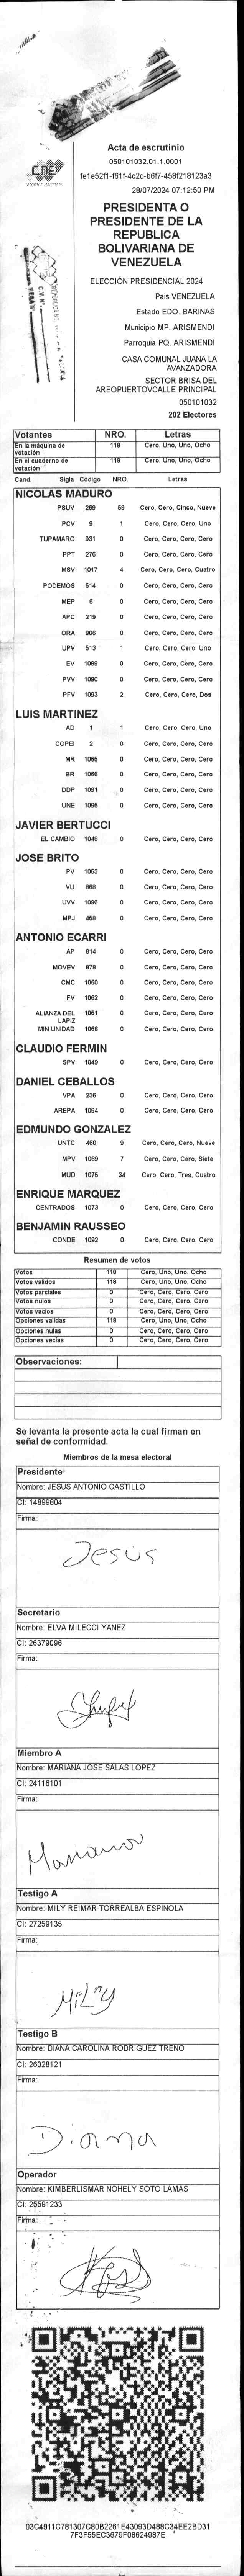 CNE
Acta de escrutinio
050101032.01.1.0001
fe1e52f1-f61f-4c2d-b6f7-458f218123a3
28/07/2024 07:12:50 PM
PRESIDENTA O
PRESIDENTE DE LA
REPUBLICA
BOLIVARIANA DE
VENEZUELA
ELECCIÓN PRESIDENCIAL 2024
Pais VENEZUELA
Estado EDO. BARINAS
Municipio MP. ARISMENDI
Parroquia PQ. ARISMENDI
CASA COMUNAL JUANA LA
AVANZADORA
SECTOR BRISA DEL
AREOPUERTOVCALLE PRINCIPAL
050101032
202 Electores
Votantes NRO. Letras
En la máquina de votación 118 Cero, Uno, Uno, Ocho
En el cuaderno de votación 118 Cero, Uno, Uno, Ocho
Cand. Sigla Código NRO. Letras
NICOLAS MADURO
PSUV 269 59 Cero, Cero, Cinco, Nueve
PCV 9 1 Cero, Cero, Cero, Uno
TUPAMARO 931 0 Cero, Cero, Cero, Cero
PPT 276 0 Cero, Cero, Cero, Cero
MSV 1017 4 Cero, Cero, Cero, Cuatro
PODEMOS 514 0 Cero, Cero, Cero, Cero
MEP 6 0 Cero, Cero, Cero, Cero
APC 219 0 Cero, Cero, Cero, Cero
ORA 906 0 Cero, Cero, Cero, Cero
UPV 513 1 Cero, Cero, Cero, Uno
EV 1089 0 Cero, Cero, Cero, Cero
PVV 1090 0 Cero, Cero, Cero, Cero
PFV 1093 2 Cero, Cero, Cero, Dos
LUIS MARTINEZ
AD 1 1 Cero, Cero, Cero, Uno
COPEI 2 0 Cero, Cero, Cero, Cero
MR 1065 0 Cero, Cero, Cero, Cero
BR 1066 0 Cero, Cero, Cero, Cero
DDP 1091 0 Cero, Cero, Cero, Cero
UNE 1095 0 Cero, Cero, Cero, Cero
JAVIER BERTUCCI
EL CAMBIO 1048 0 Cero, Cero, Cero, Cero
JOSE BRITO
PV 1053 0 Cero, Cero, Cero, Cero
VU 868 0 Cero, Cero, Cero, Cero
UVV 1096 0 Cero, Cero, Cero, Cero
MPJ 458 0 Cero, Cero, Cero, Cero
ANTONIO ECARRI
AP 814 0 Cero, Cero, Cero, Cero
MOVEV 878 0 Cero, Cero, Cero, Cero
CMC 1050 0 Cero, Cero, Cero, Cero
FV 1062 0 Cero, Cero, Cero, Cero
ALIANZA DEL LAPIZ 1051 0 Cero, Cero, Cero, Cero
MIN UNIDAD 1068 0 Cero, Cero, Cero, Cero
CLAUDIO FERMIN
SPV 1049 0 Cero, Cero, Cero, Cero
DANIEL CEBALLOS
VPA 236 0 Cero, Cero, Cero, Cero
AREPA 1094 0 Cero, Cero, Cero, Cero
EDMUNDO GONZALEZ
UNTC 460 9 Cero, Cero, Cero, Nueve
MPV 1069 7 Cero, Cero, Cero, Siete
MUD 1075 34 Cero, Cero, Tres, Cuatro
ENRIQUE MARQUEZ
CENTRADOS 1073 0 Cero, Cero, Cero, Cero
BENJAMIN RAUSSEO
CONDE 1092 0 Cero, Cero, Cero, Cero
Resumen de votos
Votos 118 Cero, Uno, Uno, Ocho
Votos validos 118 Cero, Uno, Uno, Ocho
Votos parciales 0 Cero, Cero, Cero, Cero
Votos nulos 0 Cero, Cero, Cero, Cero
Votos vacios 0 Cero, Cero, Cero, Cero
Opciones validas 118 Cero, Uno, Uno, Ocho
Opciones nulas 0 Cero, Cero, Cero, Cero
Opciones vacias 0 Cero, Cero, Cero, Cero
Observaciones:
Se levanta la presente acta la cual firman en
señal de conformidad.
Miembros de la mesa electoral
Presidente
Nombre: JESUS ANTONIO CASTILLO
CI: 14899804
Firma:
Jesus
Secretario
Nombre: ELVA MILECCI YANEZ
CI: 26379096
Firma:
Miembro A
Nombre: MARIANA JOSE SALAS LOPEZ
CI: 24116101
Firma:
Mariana
Testigo A
Nombre: MILY REIMAR TORREALBA ESPINOLA
CI: 27259135
Firma:
Testigo B
Nombre: DIANA CAROLINA RODRIGUEZ TRENO
CI: 26028121
Firma:
Diana
Operador
Nombre: KIMBERLISMAR NOHELY SOTO LAMAS
CI: 25591233
Firma:
03C4911C781307C80B2261E43093D488C34EE2BD31
7F3F55EC3679F08624987E